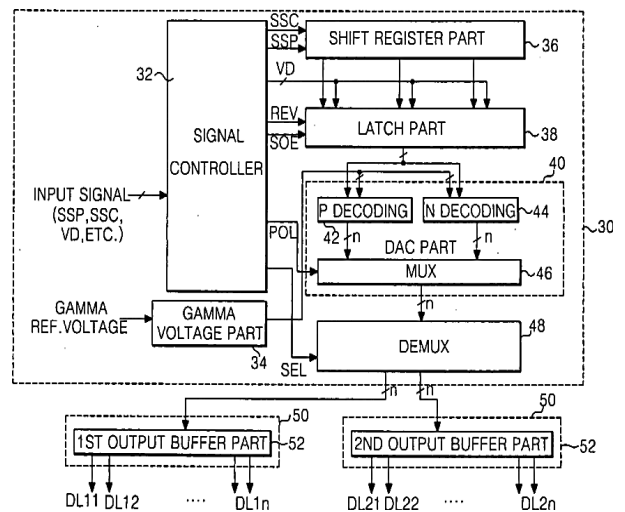 SSC
SSP
SHIFT REGISTER PART
36
32
VD
REV
SOE
LATCH PART
38
SIGNAL
CONTROLLER
40
INPUT SIGNAL
(SSP,SSC,
VD,ETC.)
P DECODING
N DECODING
44
30
42
n
n
DAC PART
POL
MUX
46
n
GAMMA
REF.VOLTAGE
GAMMA
VOLTAGE PART
34
DEMUX
48
SEL
n
n
50
50
1ST OUTPUT BUFFER PART
52
2ND OUTPUT BUFFER PART
52
DL11 DL12 ···· DL1n
DL21 DL22 ···· DL2n